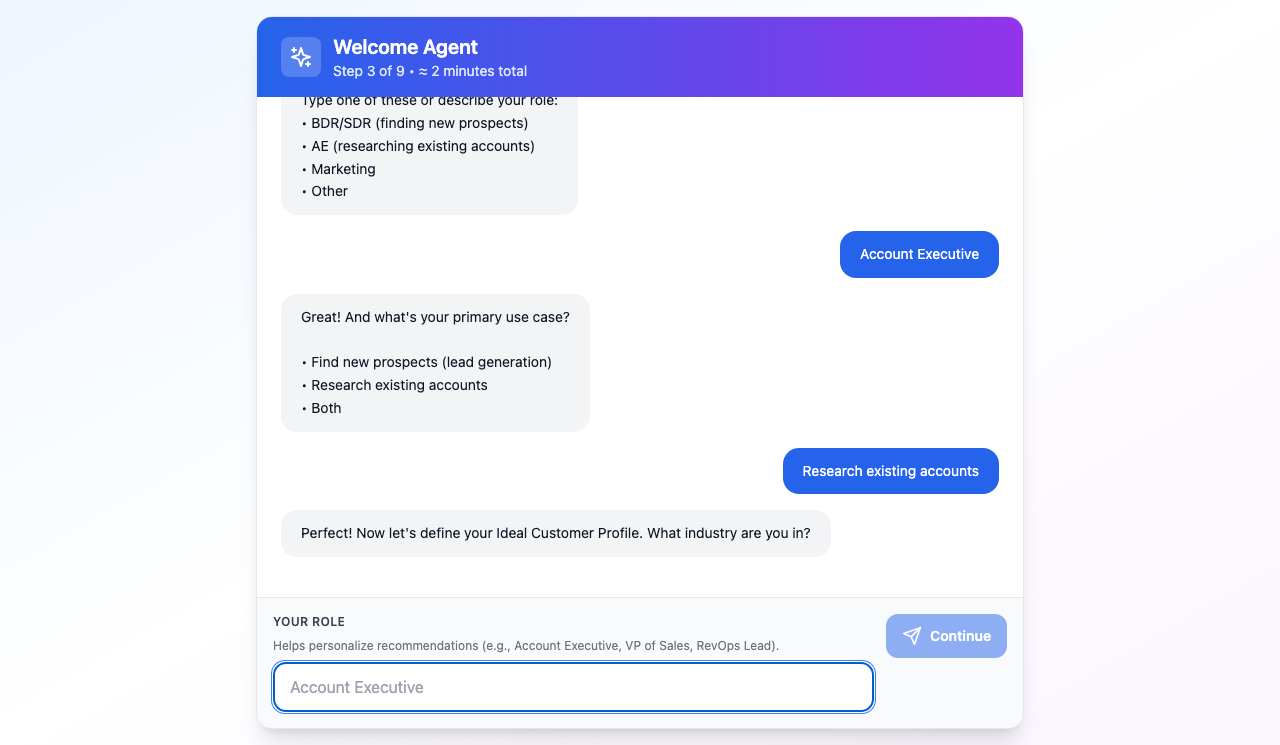 Welcome Agent
Step 3 of 9 • ≈ 2 minutes total
Type one of these or describe your role:
• BDR/SDR (finding new prospects)
• AE (researching existing accounts)
• Marketing
• Other
Account Executive
Great! And what's your primary use case?
• Find new prospects (lead generation)
• Research existing accounts
• Both
Research existing accounts
Perfect! Now let's define your Ideal Customer Profile. What industry are you in?
YOUR ROLE
Helps personalize recommendations (e.g., Account Executive, VP of Sales, RevOps Lead).
Continue
Account Executive